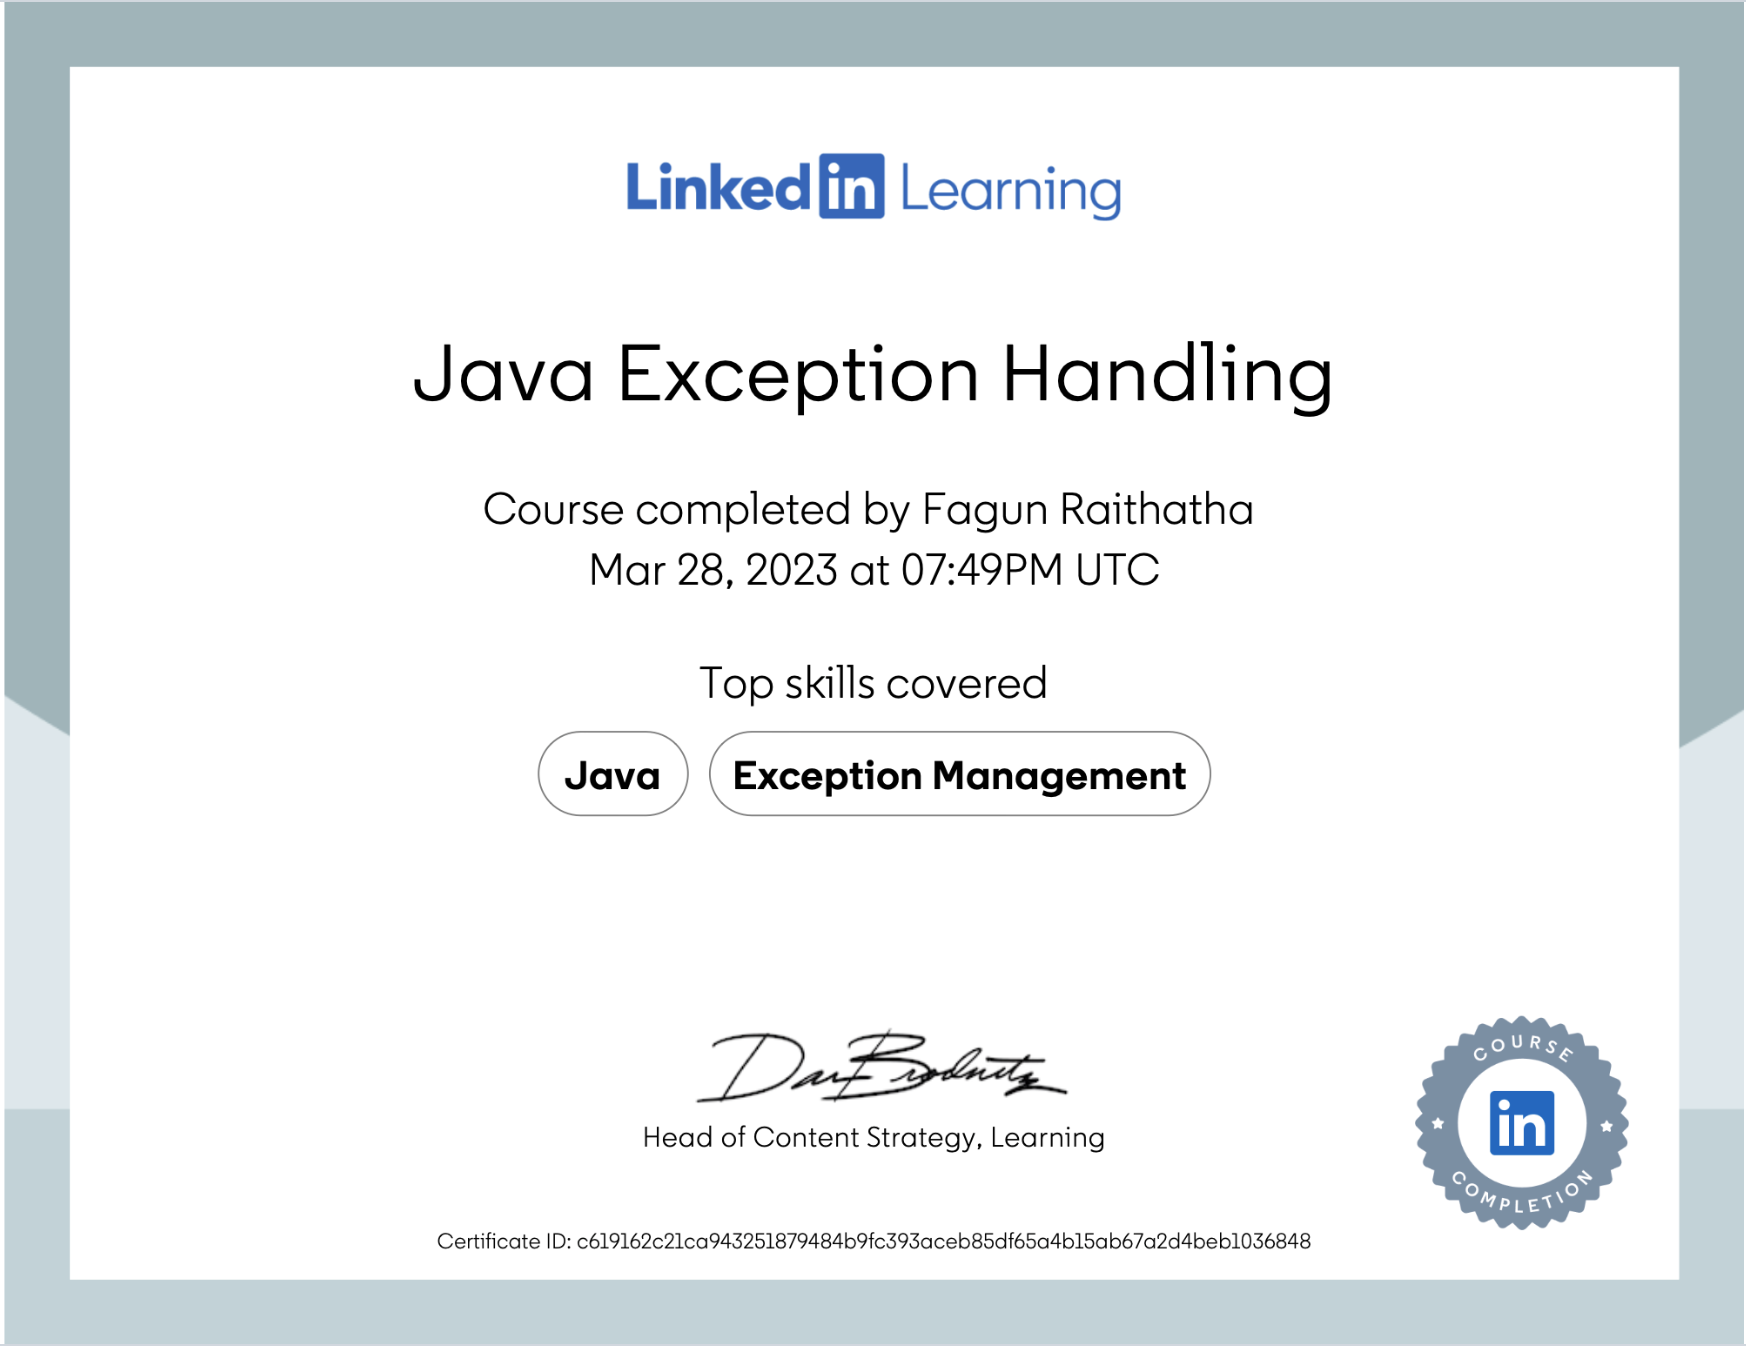 Linked in Learning
Java Exception Handling
Course completed by Fagun Raithatha
Mar 28, 2023 at 07:49PM UTC
Top skills covered
Java
Exception Management
Dan Brodnitz
Head of Content Strategy, Learning
COURSE
in
COMPLETION
Certificate ID: c619162c21ca943251879484b9fc393aceb85df65a4b15ab67a2d4beb1036848